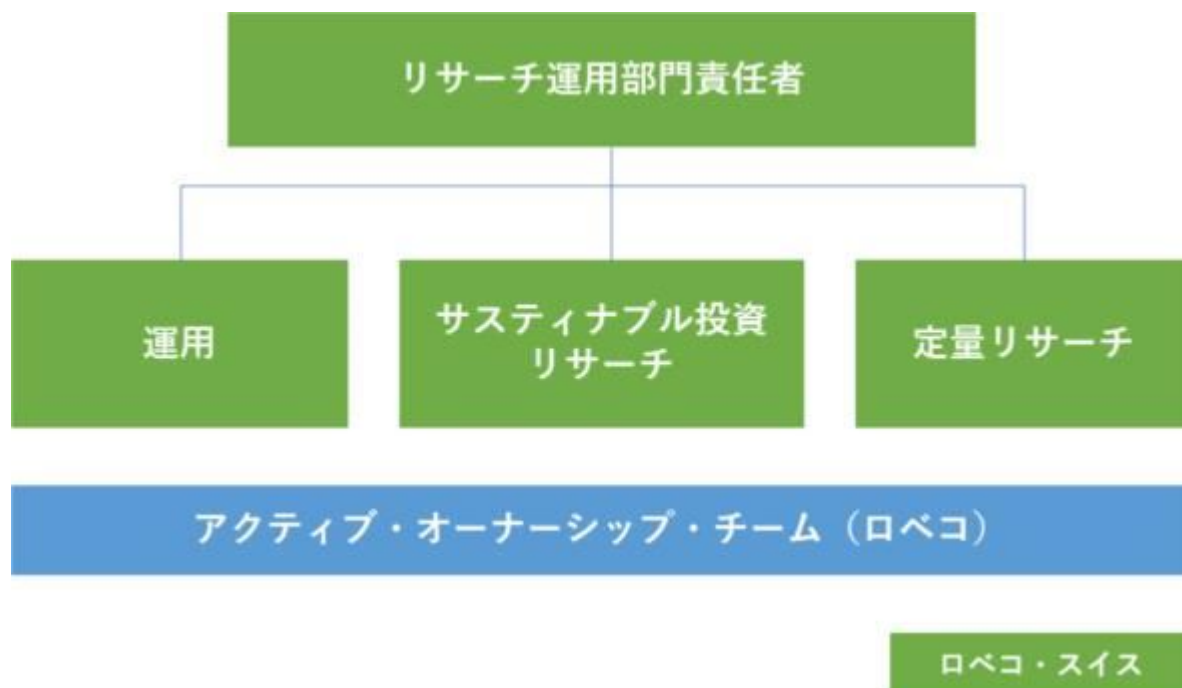 リサーチ運用部門責任者
運用
サスティナブル投資
リサーチ
定量リサーチ
アクティブ・オーナーシップ・チーム（ロベコ）
ロベコ・スイス